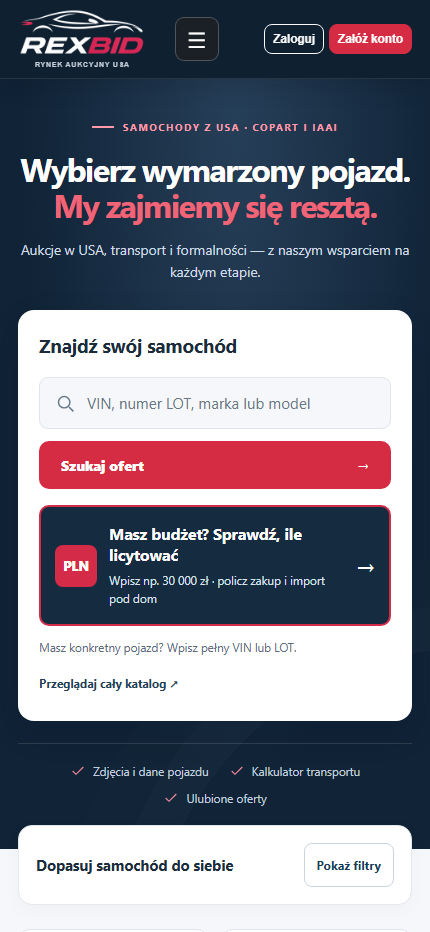 REXBID
RYNEK AUKCYJNY USA
Zaloguj
Załóż konto
SAMOCHODY Z USA · COPART I IAAI
Wybierz wymarzony pojazd.
My zajmiemy się resztą.
Aukcje w USA, transport i formalności — z naszym wsparciem na
każdym etapie.
Znajdź swój samochód
VIN, numer LOT, marka lub model
Szukaj ofert →
PLN
Masz budżet? Sprawdź, ile
licytować
Wpisz np. 30 000 zł · policz zakup i import
pod dom
→
Masz konkretny pojazd? Wpisz pełny VIN lub LOT.
Przeglądaj cały katalog ↗
✓ Zdjęcia i dane pojazdu ✓ Kalkulator transportu
✓ Ulubione oferty
Dopasuj samochód do siebie
Pokaż filtry